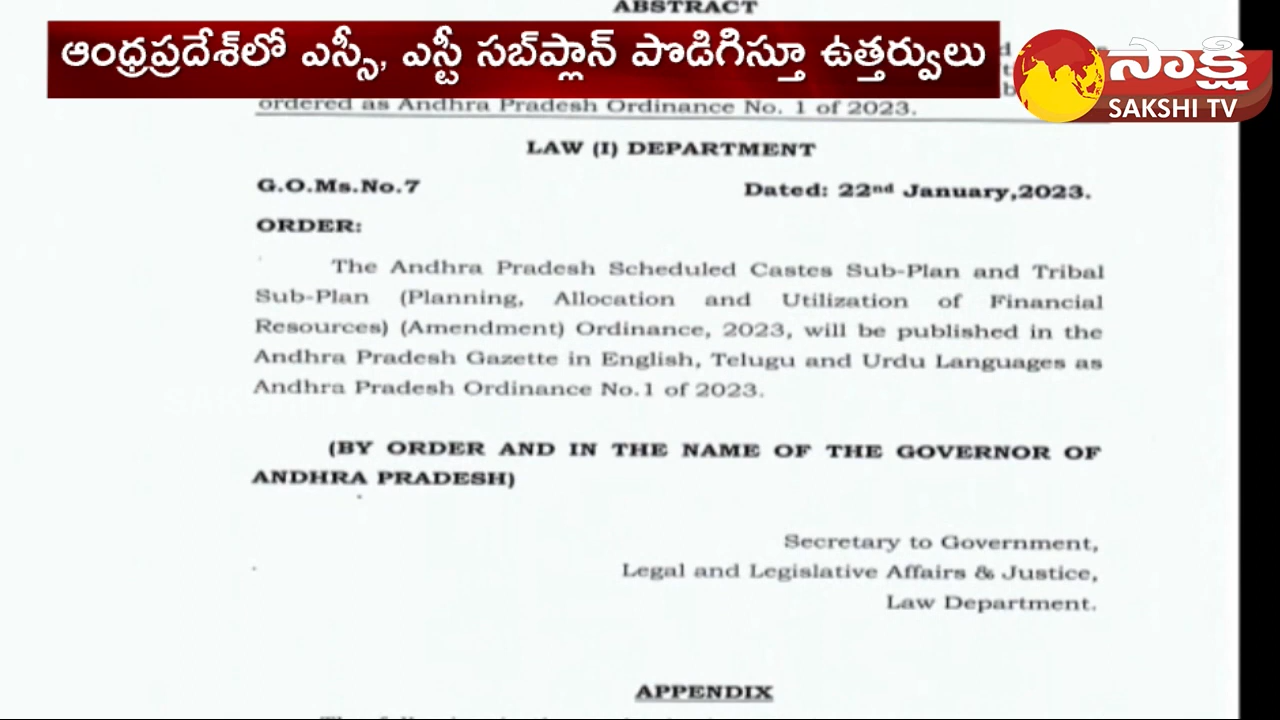 ABSTRACT
ఆంధ్రప్రదేశ్‌లో ఎస్సీ, ఎస్టీ సబ్‌ప్లాన్ పొడిగిస్తూ ఉత్తర్వులు
సాక్షి
SAKSHI TV
ordered as Andhra Pradesh Ordinance No. 1 of 2023.
LAW (I) DEPARTMENT
G.O.Ms.No.7 Dated: 22nd January,2023.
ORDER:
The Andhra Pradesh Scheduled Castes Sub-Plan and Tribal
Sub-Plan (Planning, Allocation and Utilization of Financial
Resources) (Amendment) Ordinance, 2023, will be published in the
Andhra Pradesh Gazette in English, Telugu and Urdu Languages as
Andhra Pradesh Ordinance No.1 of 2023.
(BY ORDER AND IN THE NAME OF THE GOVERNOR OF
ANDHRA PRADESH)
Secretary to Government,
Legal and Legislative Affairs & Justice,
Law Department.
APPENDIX